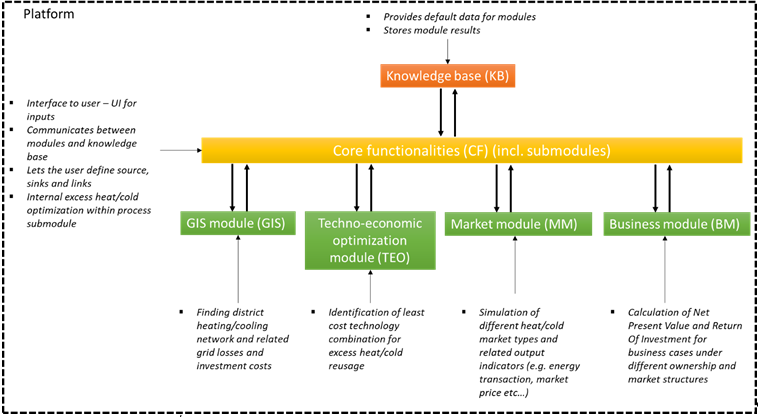 Platform
▪ Provides default data for modules
▪ Stores module results
Knowledge base (KB)
▪ Interface to user – UI for
inputs
▪ Communicates between
modules and knowledge
base
▪ Lets the user define source,
sinks and links
▪ Internal excess heat/cold
optimization within process
submodule
Core functionalities (CF) (incl. submodules)
GIS module (GIS)
Techno-economic
optimization
module (TEO)
Market module (MM)
Business module (BM)
▪ Finding district
heating/cooling
network and related
grid losses and
investment costs
▪ Identification of least
cost technology
combination for
excess heat/cold
reusage
▪ Simulation of
different heat/cold
market types and
related output
indicators (e.g. energy
transaction, market
price etc…)
▪ Calculation of Net
Present Value and Return
Of Investment for
business cases under
different ownership and
market structures